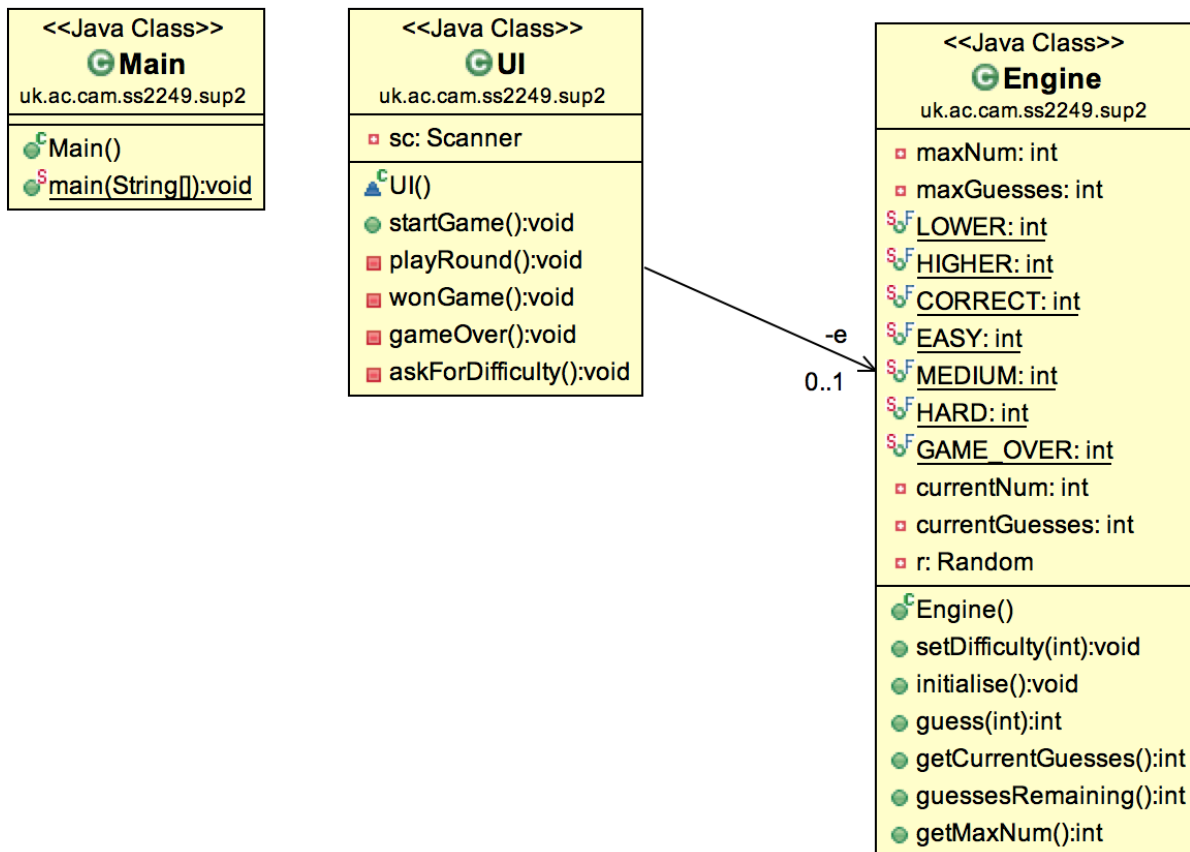 <<Java Class>>
Main
uk.ac.cam.ss2249.sup2
Main()
main(String[]):void
<<Java Class>>
UI
uk.ac.cam.ss2249.sup2
sc: Scanner
UI()
startGame():void
playRound():void
wonGame():void
gameOver():void
askForDifficulty():void
-e
0..1
<<Java Class>>
Engine
uk.ac.cam.ss2249.sup2
maxNum: int
maxGuesses: int
LOWER: int
HIGHER: int
CORRECT: int
EASY: int
MEDIUM: int
HARD: int
GAME_OVER: int
currentNum: int
currentGuesses: int
r: Random
Engine()
setDifficulty(int):void
initialise():void
guess(int):int
getCurrentGuesses():int
guessesRemaining():int
getMaxNum():int